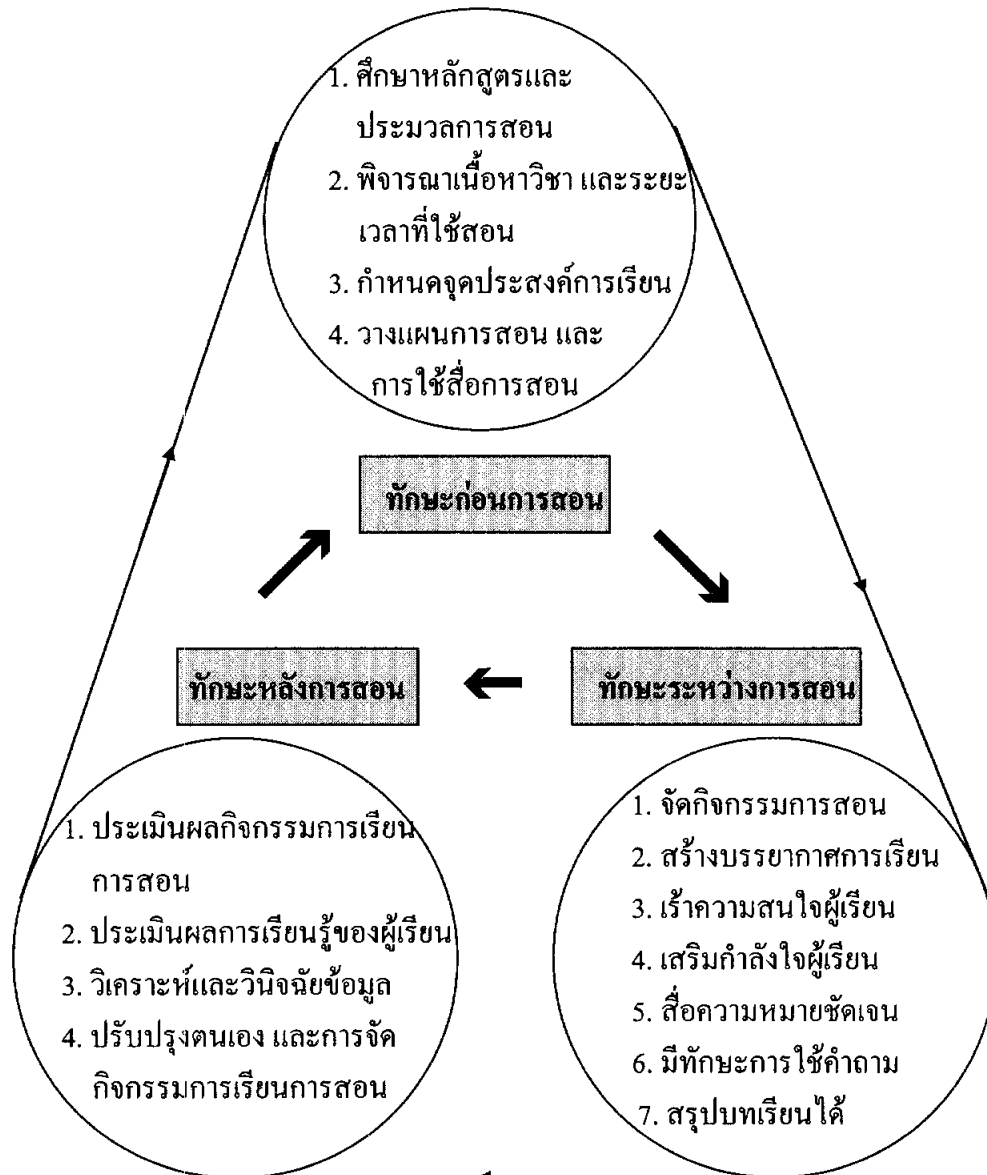 1. ศึกษาหลักสูตรและ
ประมวลการสอน
2. พิจารณาเนื้อหาวิชา และระยะ
เวลาที่ใช้สอน
3. กำหนดจุดประสงค์การเรียน
4. วางแผนการสอน และ
การใช้สื่อการสอน
ทักษะก่อนการสอน
ทักษะหลังการสอน
ทักษะระหว่างการสอน
1. ประเมินผลกิจกรรมการเรียน
การสอน
2. ประเมินผลการเรียนรู้ของผู้เรียน
3. วิเคราะห์และวินิจฉัยข้อมูล
4. ปรับปรุงตนเอง และการจัด
กิจกรรมการเรียนการสอน
1. จัดกิจกรรมการสอน
2. สร้างบรรยากาศการเรียน
3. เร้าความสนใจผู้เรียน
4. เสริมกำลังใจผู้เรียน
5. สื่อความหมายชัดเจน
6. มีทักษะการใช้คำถาม
7. สรุปบทเรียนได้